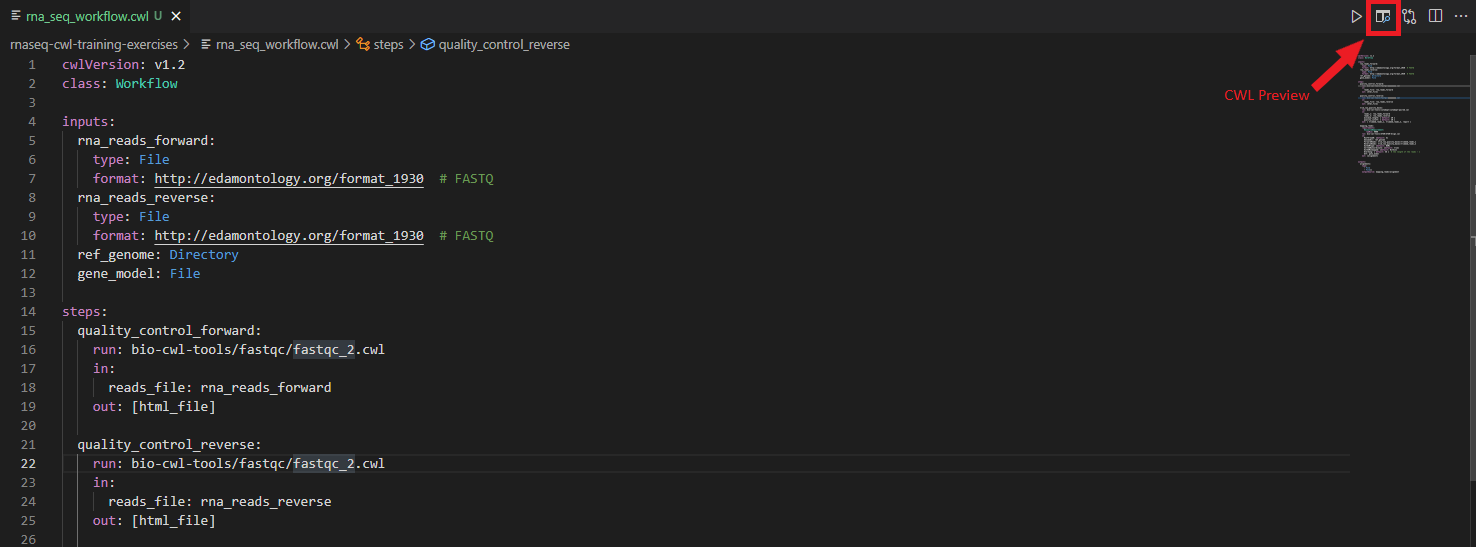 rna_seq_workflow.cwl U
rnaseq-cwl-training-exercises > rna_seq_workflow.cwl > steps > quality_control_reverse
CWL Preview
1 cwlVersion: v1.2
2 class: Workflow
3
4 inputs:
5   rna_reads_forward:
6     type: File
7     format: http://edamontology.org/format_1930  # FASTQ
8   rna_reads_reverse:
9     type: File
10     format: http://edamontology.org/format_1930  # FASTQ
11   ref_genome: Directory
12   gene_model: File
13
14 steps:
15   quality_control_forward:
16     run: bio-cwl-tools/fastqc/fastqc_2.cwl
17     in:
18       reads_file: rna_reads_forward
19     out: [html_file]
20
21   quality_control_reverse:
22     run: bio-cwl-tools/fastqc/fastqc_2.cwl
23     in:
24       reads_file: rna_reads_reverse
25     out: [html_file]
26